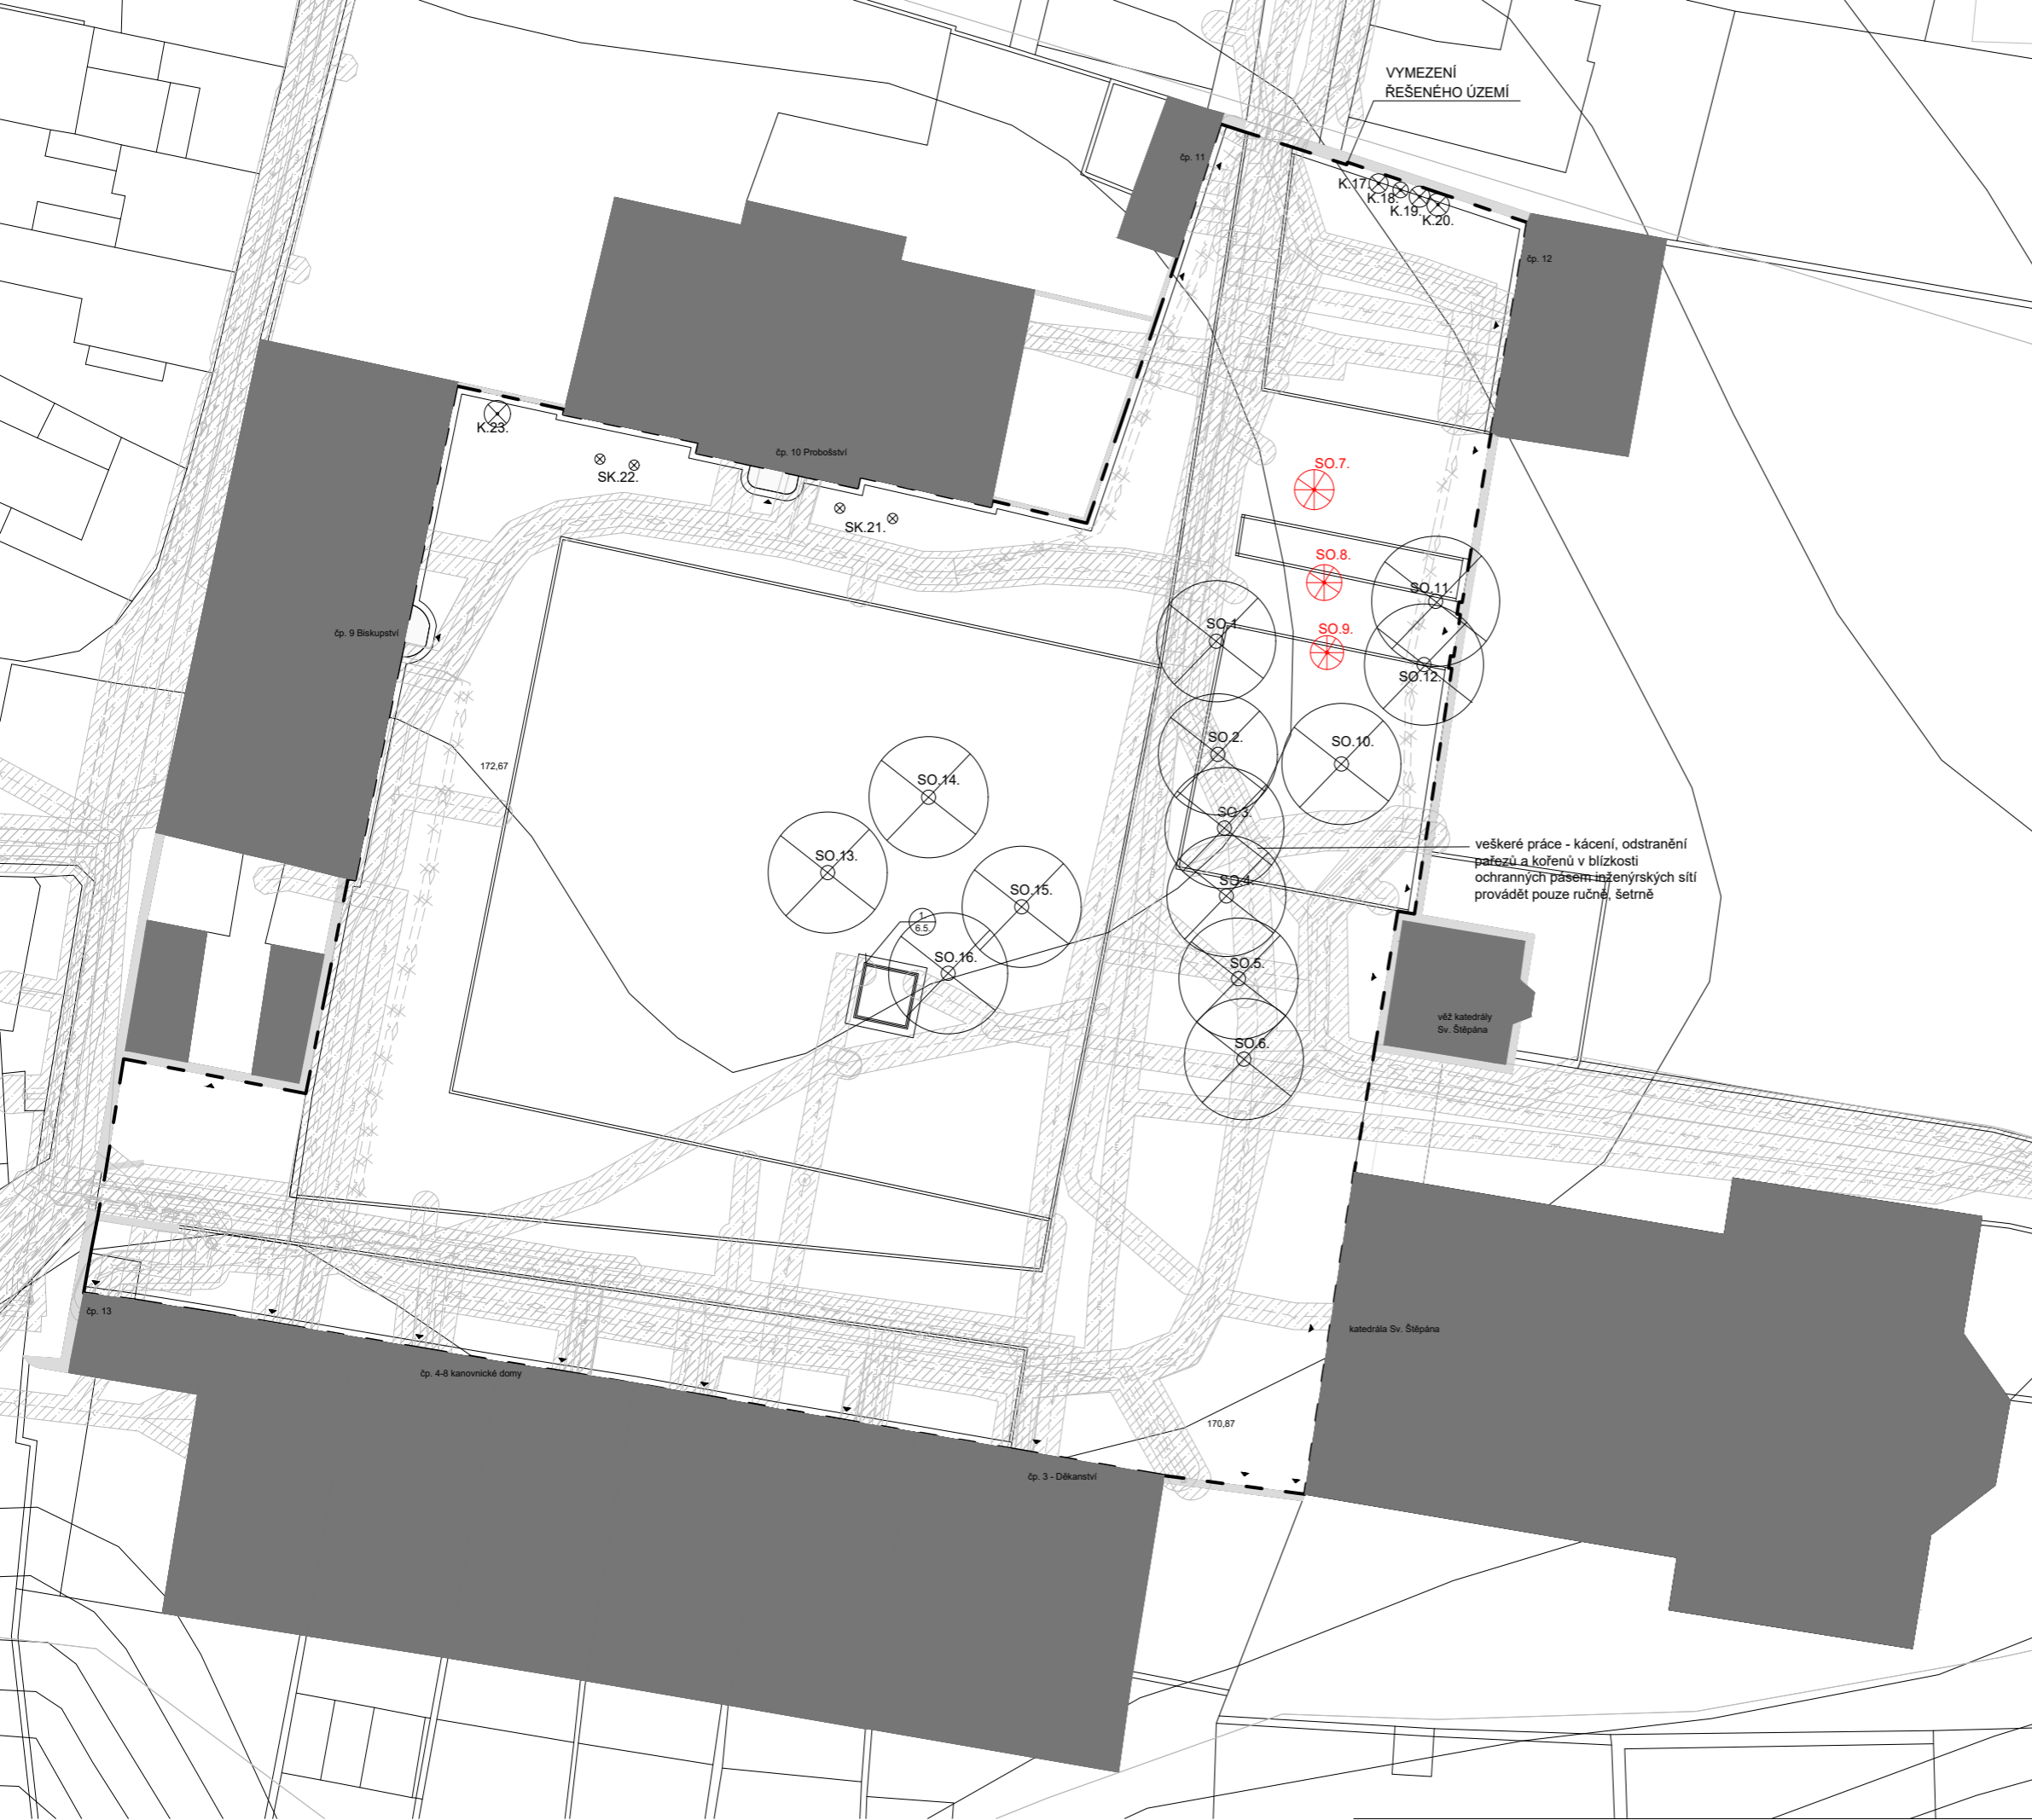 VYMEZENÍ
ŘEŠENÉHO ÚZEMÍ
čp. 11
K.17.
K.18.
K.19.
K.20.
čp. 12
K.23.
čp. 10 Probošství
SK.22.
SK.21.
SO.7.
SO.8.
SO.11.
SO.1.
SO.9.
čp. 9 Biskupství
SO.12.
SO.2.
SO.10.
172,67
SO.14.
SO.3.
veškeré práce - kácení, odstranění
pařezů a kořenů v blízkosti
ochranných pásem inženýrských sítí
provádět pouze ručně, šetrně
SO.13.
SO.4.
SO.15.
1
6.5
SO.16.
SO.5.
věž katedrály
Sv. Štěpána
SO.6.
čp. 13
katedrála Sv. Štěpána
čp. 4-8 kanovnické domy
170,87
čp. 3 - Děkanství